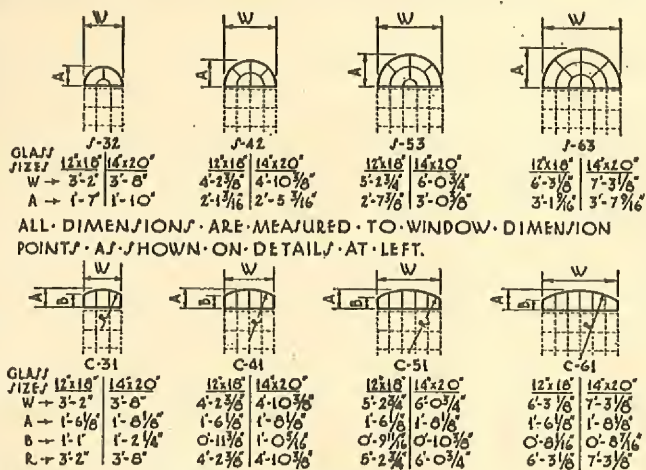 W W W W
A A A A
S-32 S-42 S-53 S-63
GLASS
SIZES 12"x18" 14"x20" 12"x18" 14"x20" 12"x18" 14"x20" 12"x18" 14"x20"
W → 3'-2" 3'-8" 4'-2 3/8" 4'-10 3/8" 5'-2 3/4" 6'-0 3/4" 6'-3 1/8" 7'-3 1/8"
A → 1'-7" 1'-10" 2'-1 3/16" 2'-5 3/16" 2'-7 3/8" 3'-0 3/8" 3'-1 9/16" 3'-7 9/16"
ALL · DIMENSIONS · ARE · MEASURED · TO · WINDOW · DIMENSION
POINTS · AS · SHOWN · ON · DETAILS · AT · LEFT.
W W W W
A B A B A B A B
C-31 C-41 C-51 C-61
GLASS
SIZES 12"x18" 14"x20" 12"x18" 14"x20" 12"x18" 14"x20" 12"x18" 14"x20"
W → 3'-2" 3'-8" 4'-2 3/8" 4'-10 3/8" 5'-2 3/4" 6'-0 3/4" 6'-3 1/8" 7'-3 1/8"
A → 1'-6 1/8" 1'-8 1/8" 1'-6 1/8" 1'-8 1/8" 1'-6 1/8" 1'-8 1/8" 1'-6 1/8" 1'-8 1/8"
B → 1'-1" 1'-2 1/4" 0'-11 3/8" 1'-0 5/16" 0'-9 11/16" 0'-10 3/8" 0'-8 1/16" 0'-8 7/16"
R → 3'-2" 3'-8" 4'-2 3/8" 4'-10 3/8" 5'-2 3/4" 6'-0 3/4" 6'-3 1/8" 7'-3 1/8"